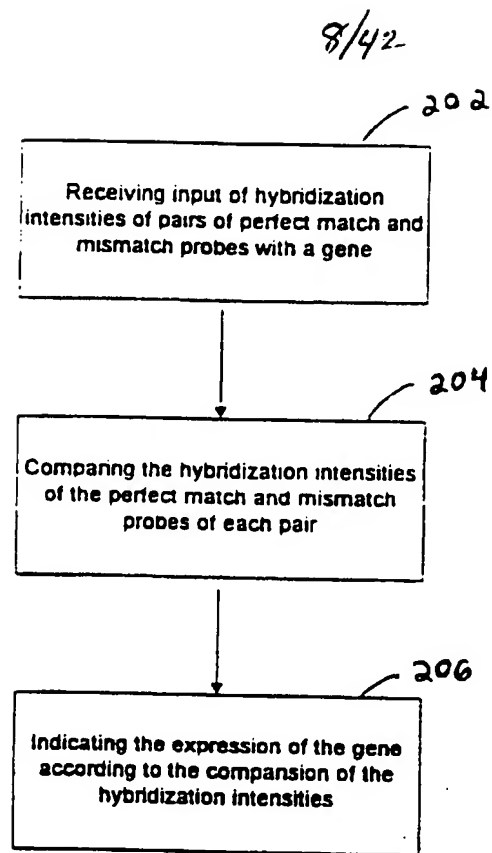 8/42
202
Receiving input of hybridization
intensities of pairs of perfect match and
mismatch probes with a gene
204
Comparing the hybridization intensities
of the perfect match and mismatch
probes of each pair
206
Indicating the expression of the gene
according to the compansion of the
hybridization intensities